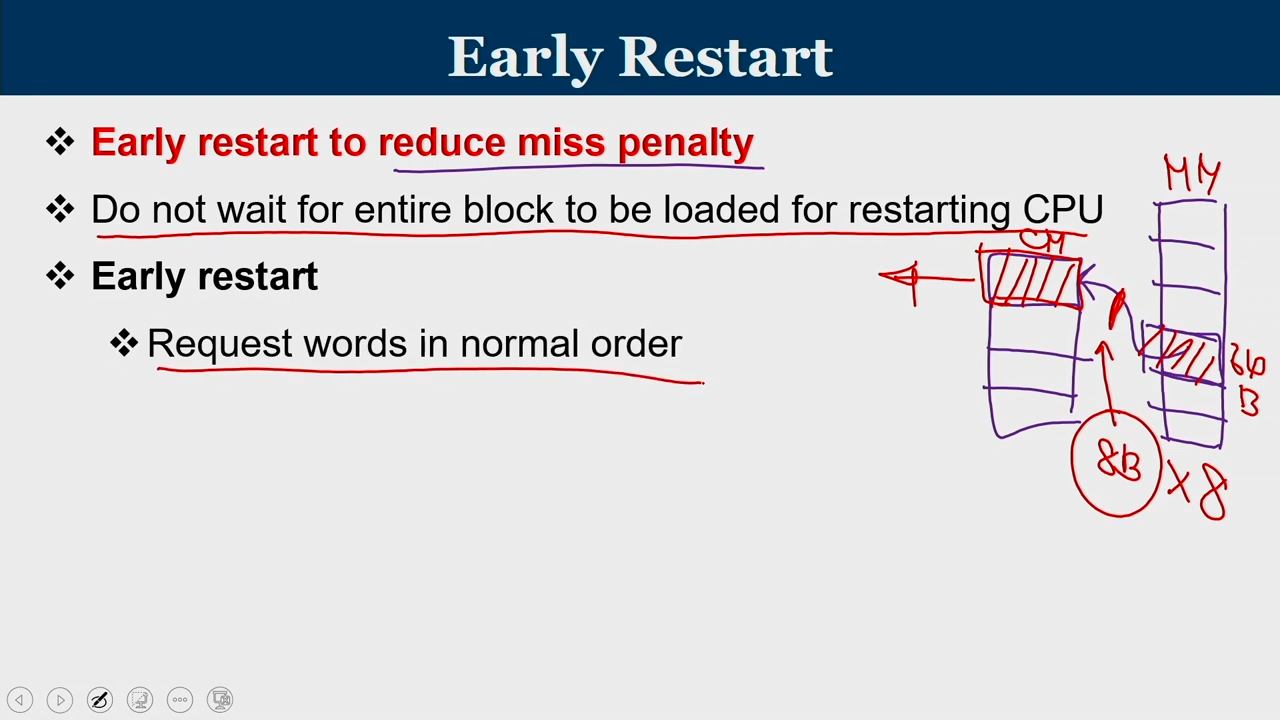 Early Restart
❖ Early restart to reduce miss penalty
❖ Do not wait for entire block to be loaded for restarting CPU
❖ Early restart
❖ Request words in normal order
MM
CM
64
B
8B × 8